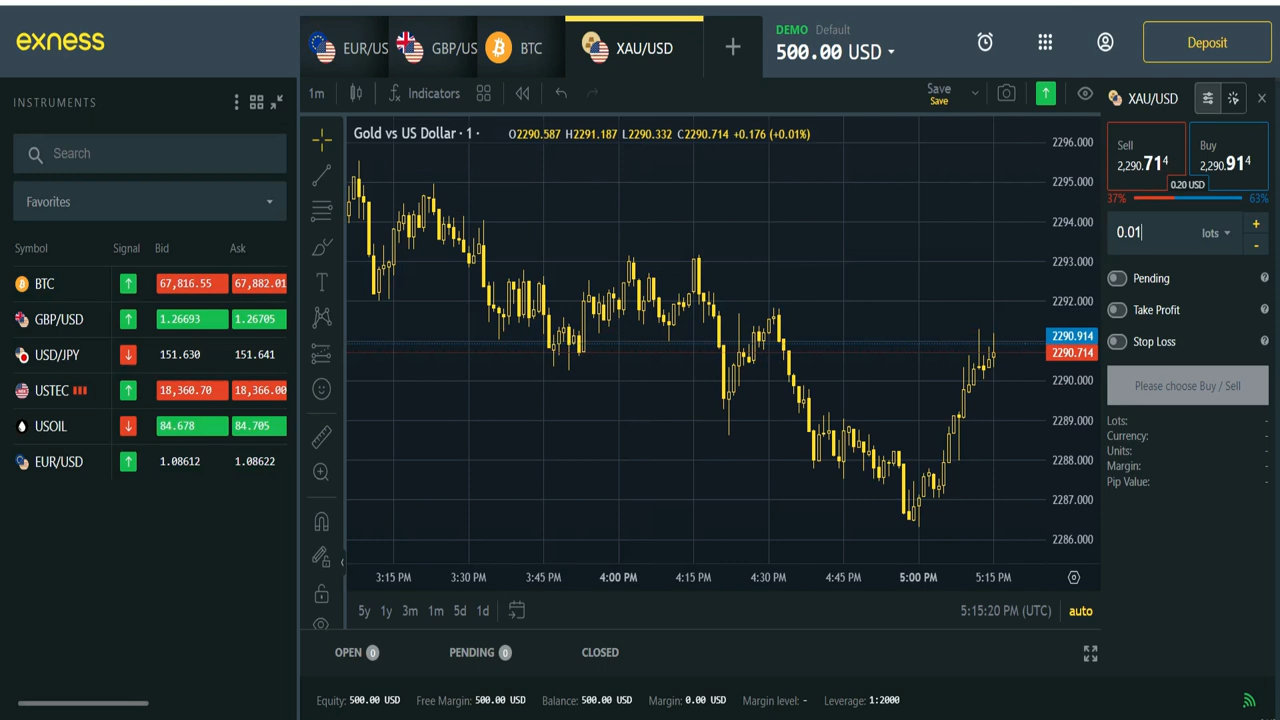 exness
EUR/US
GBP/US
BTC
XAU/USD
+
DEMO Default
500.00 USD
Deposit
INSTRUMENTS
1m
Indicators
Save
Save
XAU/USD
Search
Favorites
Symbol Signal Bid Ask
BTC 67,816.55 67,882.01
GBP/USD 1.26693 1.26705
USD/JPY 151.630 151.641
USTEC 18,360.70 18,366.00
USOIL 84.678 84.705
EUR/USD 1.08612 1.08622
Gold vs US Dollar · 1 · O2290.587 H2291.187 L2290.332 C2290.714 +0.176 (+0.01%)
2296.000
2295.000
2294.000
2293.000
2292.000
2290.914
2290.714
2290.000
2289.000
2288.000
2287.000
2286.000
3:15 PM 3:30 PM 3:45 PM 4:00 PM 4:15 PM 4:30 PM 4:45 PM 5:00 PM 5:15 PM
5y 1y 3m 1m 5d 1d
5:15:20 PM (UTC)
auto
Sell
2,290.714
Buy
2,290.914
0.20 USD
37% 63%
0.01 lots
+
-
Pending ?
Take Profit ?
Stop Loss ?
Please choose Buy / Sell
Lots: -
Currency: -
Units: -
Margin: -
Pip Value: -
OPEN 0
PENDING 0
CLOSED
Equity: 500.00 USD Free Margin: 500.00 USD Balance: 500.00 USD Margin: 0.00 USD Margin level: - Leverage: 1:2000